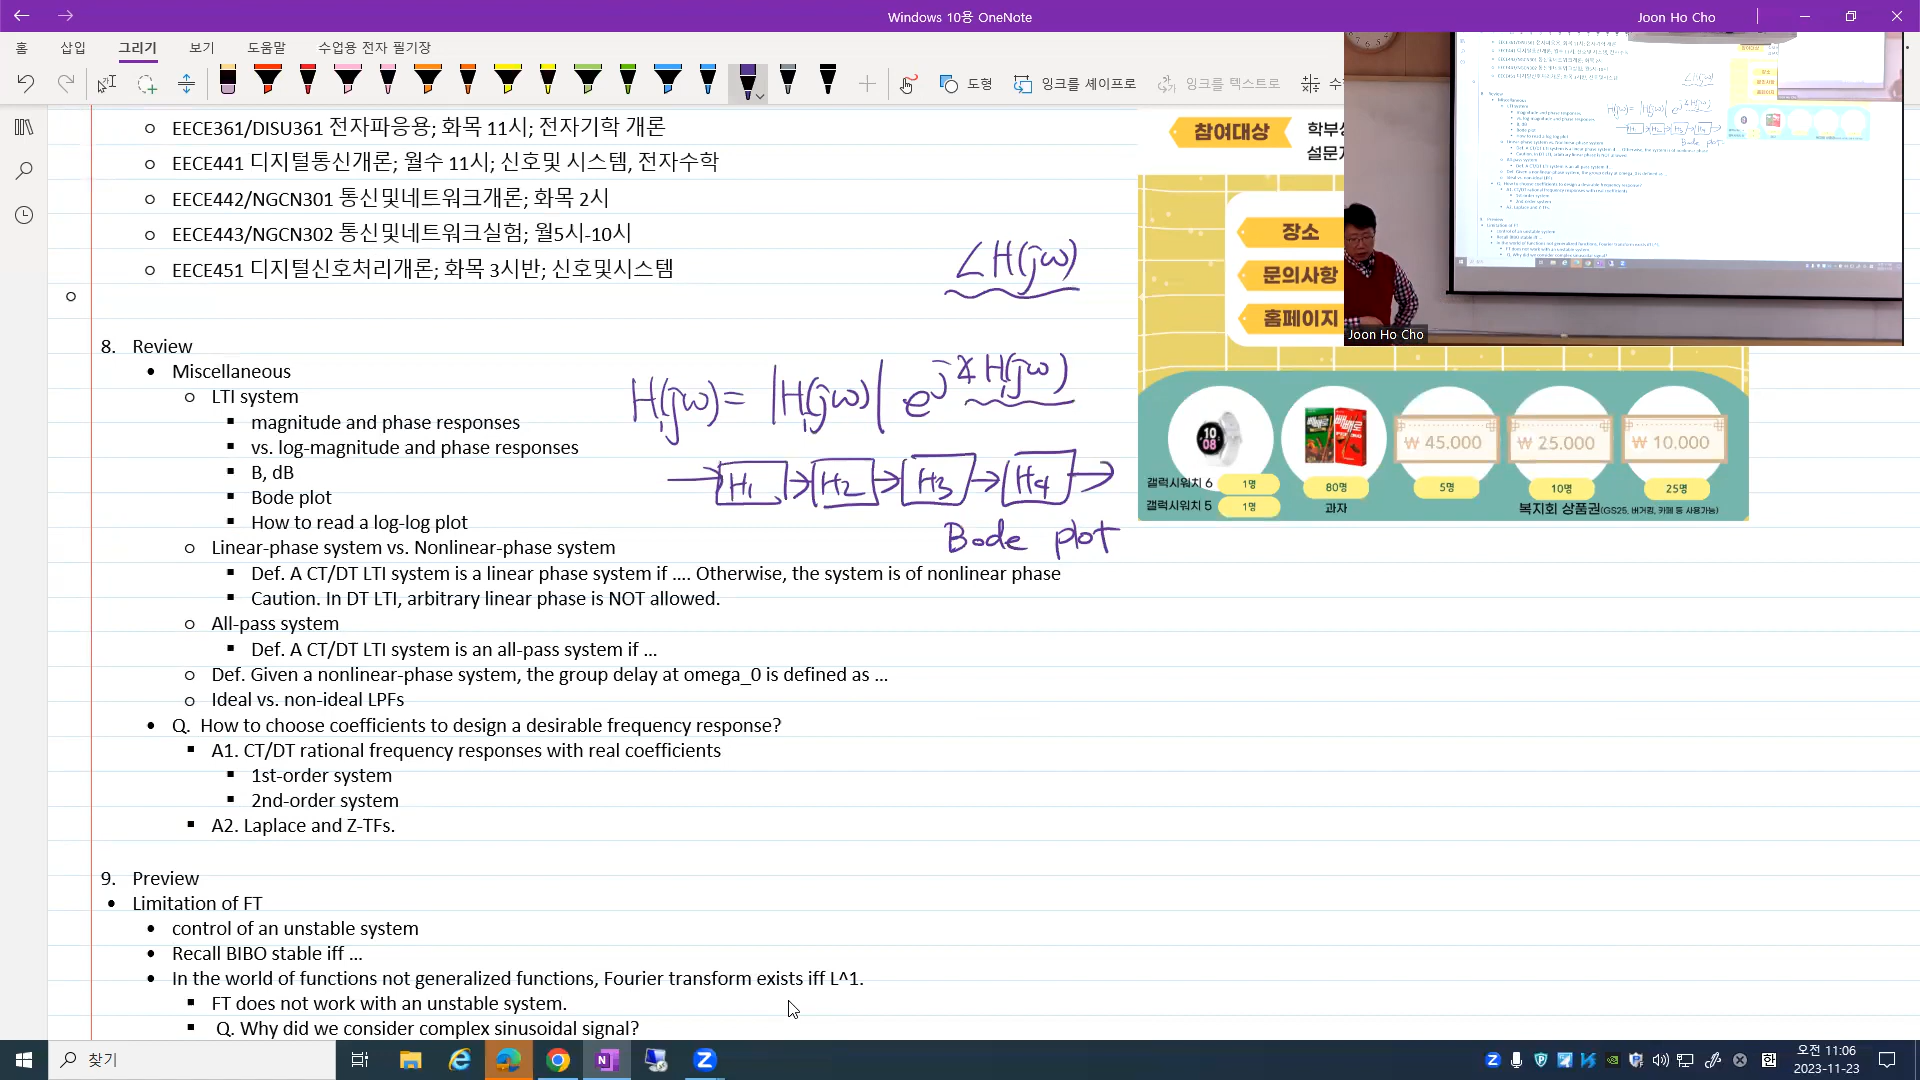 Windows 10용 OneNote
Joon Ho Cho
홈 삽입 그리기 보기 도움말 수업용 전자 필기장
도형 잉크를 셰이프로 잉크를 텍스트로
EECE361/DISU361 전자파응용; 화목 11시; 전자기학 개론
EECE441 디지털통신개론; 월수 11시; 신호및 시스템, 전자수학
EECE442/NGCN301 통신및네트워크개론; 화목 2시
EECE443/NGCN302 통신및네트워크실험; 월5시-10시
EECE451 디지털신호처리개론; 화목 3시반; 신호및시스템
∠H(jω)
8. Review
Miscellaneous
LTI system
magnitude and phase responses
vs. log-magnitude and phase responses
B, dB
Bode plot
How to read a log-log plot
H(jω) = |H(jω)| e^{j∡H(jω)}
H1 H2 H3 H4
Bode plot
Linear-phase system vs. Nonlinear-phase system
Def. A CT/DT LTI system is a linear phase system if .... Otherwise, the system is of nonlinear phase
Caution. In DT LTI, arbitrary linear phase is NOT allowed.
All-pass system
Def. A CT/DT LTI system is an all-pass system if ...
Def. Given a nonlinear-phase system, the group delay at omega_0 is defined as ...
Ideal vs. non-ideal LPFs
Q. How to choose coefficients to design a desirable frequency response?
A1. CT/DT rational frequency responses with real coefficients
1st-order system
2nd-order system
A2. Laplace and Z-TFs.
9. Preview
Limitation of FT
control of an unstable system
Recall BIBO stable iff ...
In the world of functions not generalized functions, Fourier transform exists iff L^1.
FT does not work with an unstable system.
Q. Why did we consider complex sinusoidal signal?
참여대상
장소
문의사항
홈페이지
Joon Ho Cho
10 08
빼빼로 빼빼로
₩ 45.000 ₩ 25.000 ₩ 10.000
갤럭시워치 6 1명
갤럭시워치 5 1명
80명 5명 10명 25명
과자
복지회 상품권(GS25, 버거킹, 카페 등 사용가능)
찾기
오전 11:06
2023-11-23